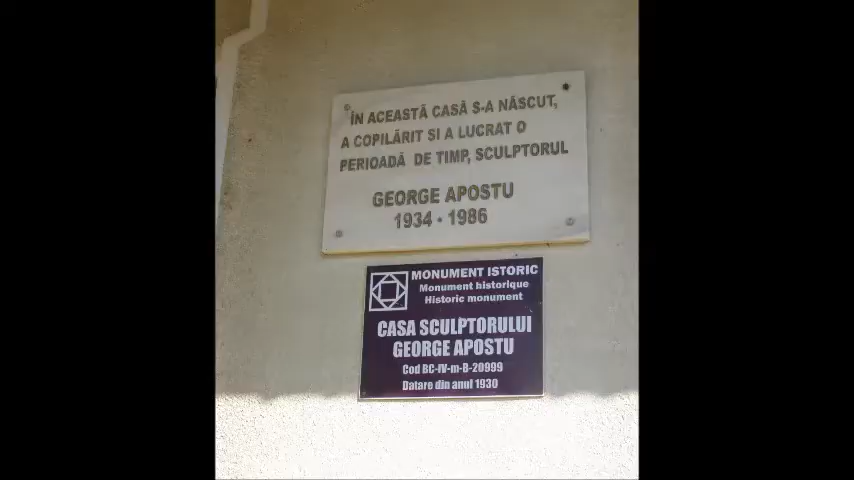 ÎN ACEASTĂ CASĂ S-A NĂSCUT,
A COPILĂRIT SI A LUCRAT O
PERIOADĂ DE TIMP, SCULPTORUL
GEORGE APOSTU
1934 - 1986
MONUMENT ISTORIC
Monument historique
Historic monument
CASA SCULPTORULUI
GEORGE APOSTU
Cod BC-IV-m-B-20999
Datare din anul 1930